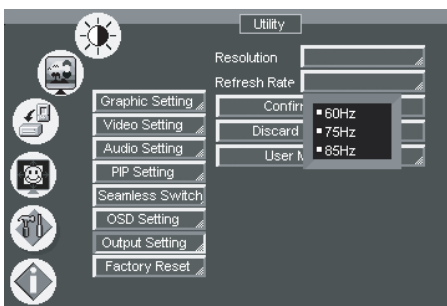 Utility
Resolution
Refresh Rate
Graphic Setting
Video Setting
Audio Setting
PIP Setting
Seamless Switch
OSD Setting
Output Setting
Factory Reset
Confirm
Discard
User M
60Hz
75Hz
85Hz